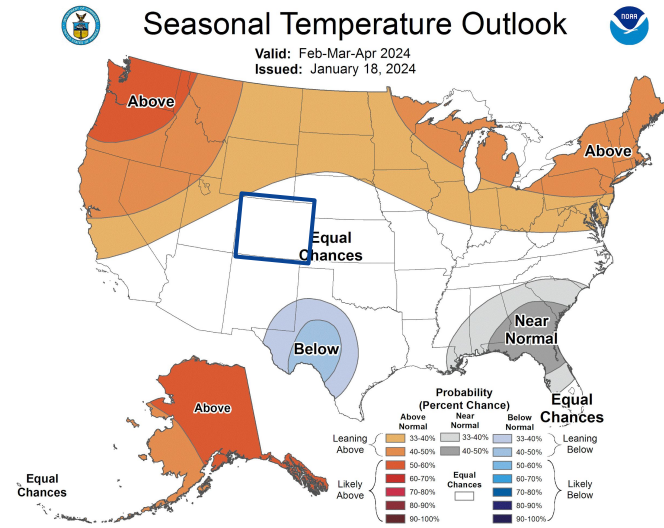 Seasonal Temperature Outlook
Valid: Feb-Mar-Apr 2024
Issued: January 18, 2024
NOAA
Above
Above
Equal
Chances
Below
Near
Normal
Above
Equal
Chances
Equal
Chances
Probability
(Percent Chance)
Above
Normal
Near
Normal
Below
Normal
Leaning
Above
33-40%
40-50%
Likely
Above
50-60%
60-70%
70-80%
80-90%
90-100%
33-40%
40-50%
Equal
Chances
33-40%
40-50%
Leaning
Below
50-60%
60-70%
70-80%
80-90%
90-100%
Likely
Below